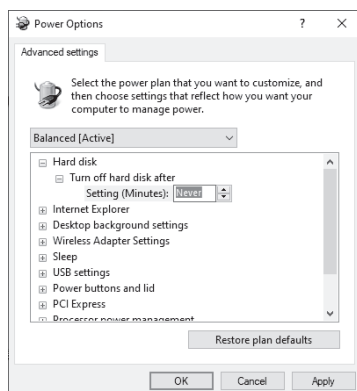 Power Options
Advanced settings
Select the power plan that you want to customize, and
then choose settings that reflect how you want your
computer to manage power.
Balanced [Active]
Hard disk
Turn off hard disk after
Setting (Minutes): Never
Internet Explorer
Desktop background settings
Wireless Adapter Settings
Sleep
USB settings
Power buttons and lid
PCI Express
Processor power management
Restore plan defaults
OK Cancel Apply